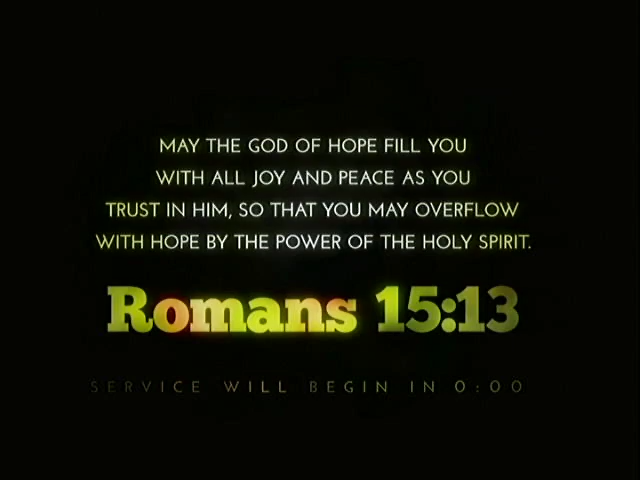 MAY THE GOD OF HOPE FILL YOU
WITH ALL JOY AND PEACE AS YOU
TRUST IN HIM, SO THAT YOU MAY OVERFLOW
WITH HOPE BY THE POWER OF THE HOLY SPIRIT.
Romans 15:13
SERVICE WILL BEGIN IN 0:00